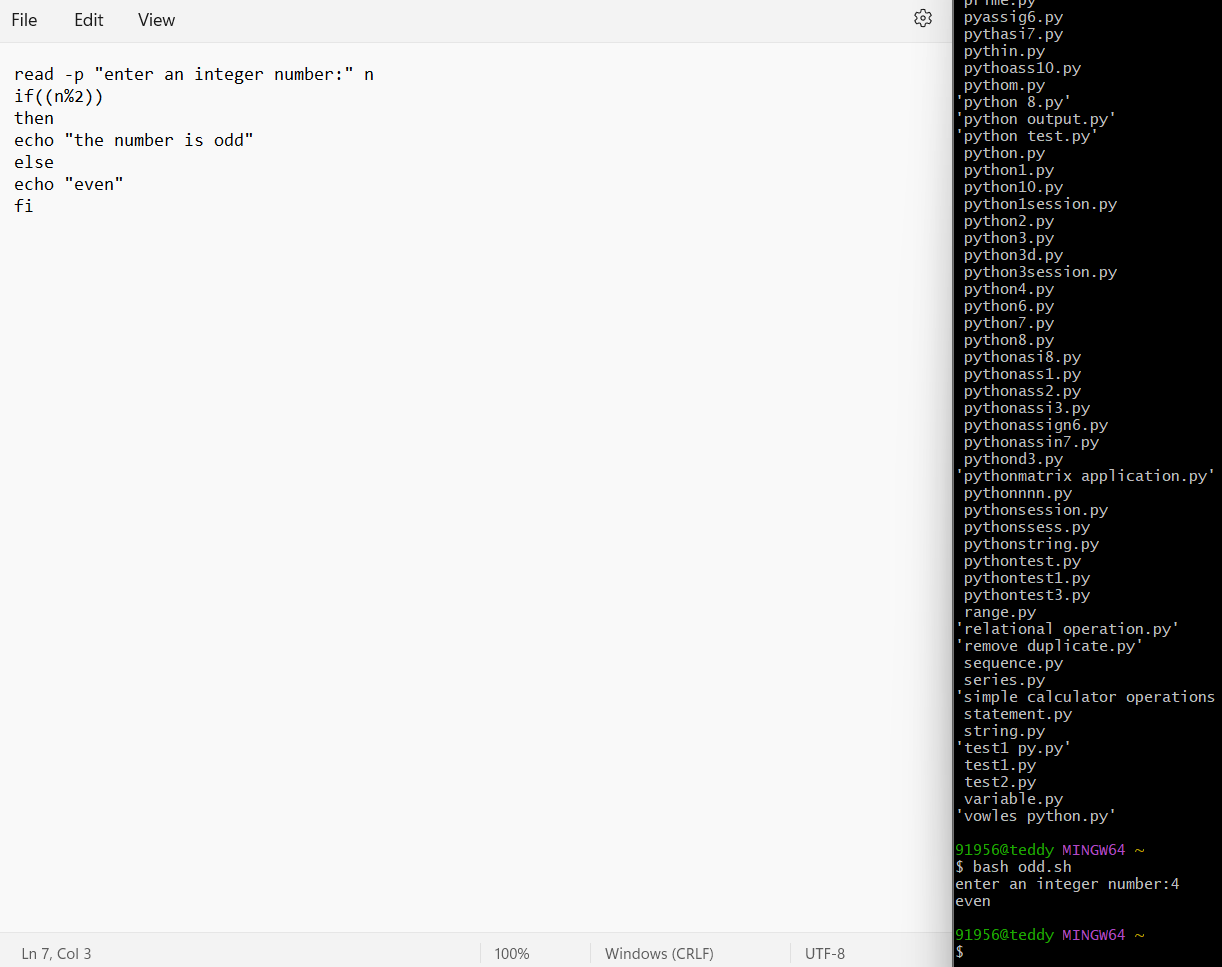 File Edit View
read -p "enter an integer number:" n
if((n%2))
then
echo "the number is odd"
else
echo "even"
fi
Ln 7, Col 3 100% Windows (CRLF) UTF-8
prime.py
pyassig6.py
pythasi7.py
pythin.py
pythoass10.py
pythom.py
'python 8.py'
'python output.py'
'python test.py'
python.py
python1.py
python10.py
python1session.py
python2.py
python3.py
python3d.py
python3session.py
python4.py
python6.py
python7.py
python8.py
pythonasi8.py
pythonass1.py
pythonass2.py
pythonassi3.py
pythonassign6.py
pythonassin7.py
pythond3.py
'pythonmatrix application.py'
pythonnnn.py
pythonsession.py
pythonssess.py
pythonstring.py
pythontest.py
pythontest1.py
pythontest3.py
range.py
'relational operation.py'
'remove duplicate.py'
sequence.py
series.py
'simple calculator operations
statement.py
string.py
'test1 py.py'
test1.py
test2.py
variable.py
'vowles python.py'
91956@teddy MINGW64 ~
$ bash odd.sh
enter an integer number:4
even
91956@teddy MINGW64 ~
$